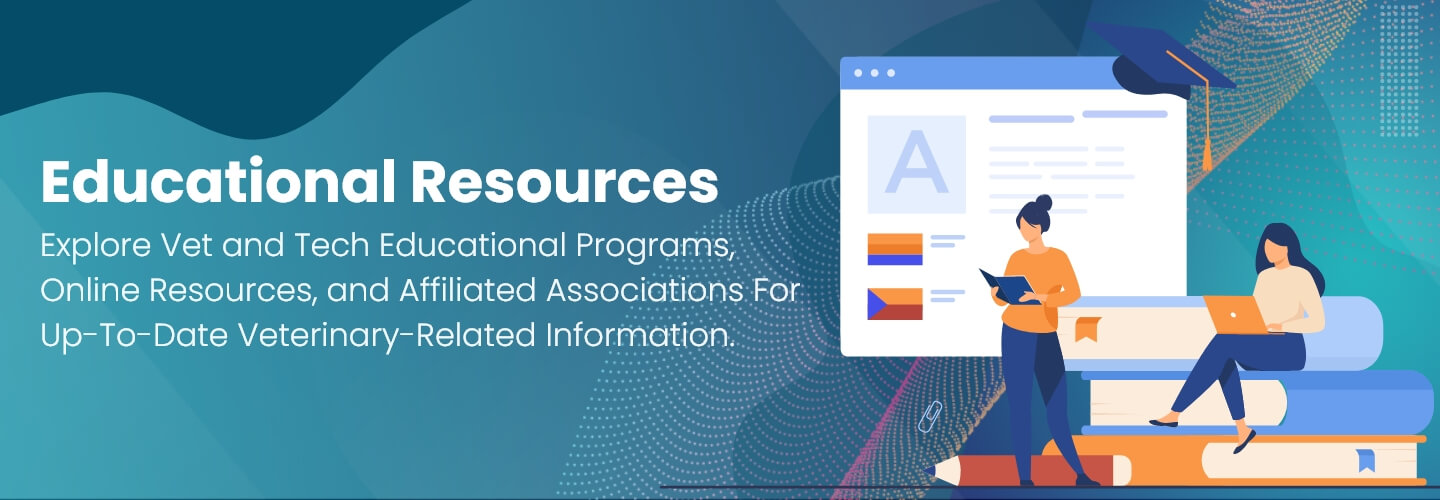 Educational Resources
Explore Vet and Tech Educational Programs,
Online Resources, and Affiliated Associations For
Up-To-Date Veterinary-Related Information.
A